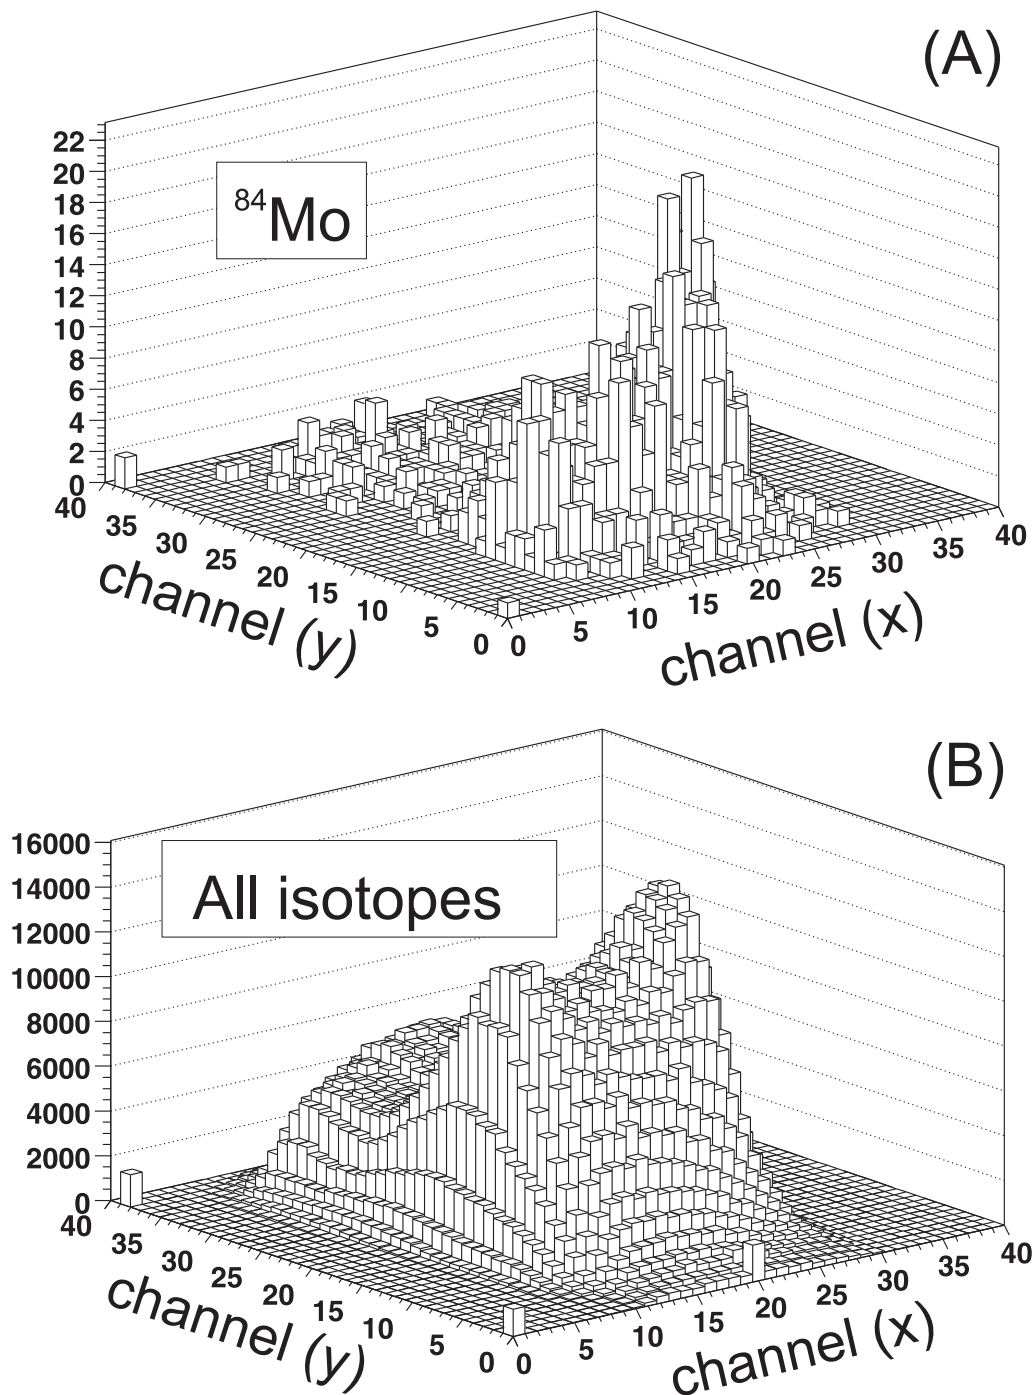 (A)
22
20
18
16
14
12
10
8
6
4
2
0
⁸⁴Mo
40 35 30 25 20 15 10 5 0
0 5 10 15 20 25 30 35 40
channel (y)
channel (x)
(B)
16000
14000
12000
10000
8000
6000
4000
2000
0
All isotopes
40 35 30 25 20 15 10 5 0
0 5 10 15 20 25 30 35 40
channel (y)
channel (x)